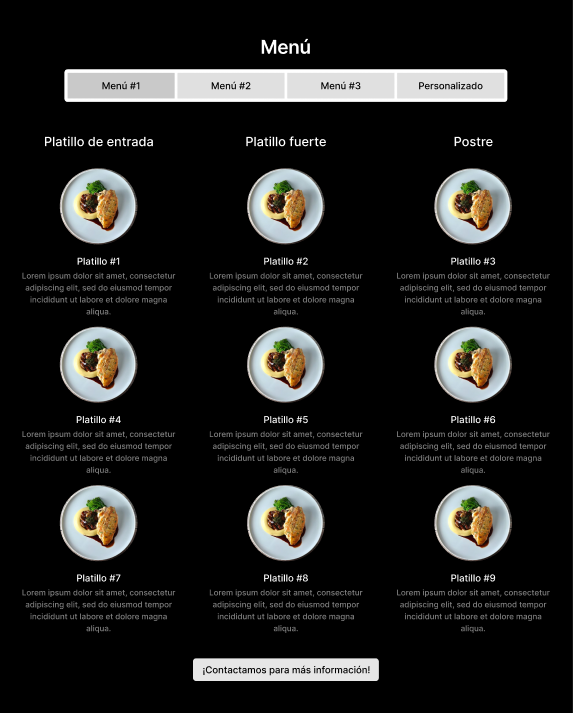 Menú
Menú #1 Menú #2 Menú #3 Personalizado
Platillo de entrada Platillo fuerte Postre
Platillo #1
Lorem ipsum dolor sit amet, consectetur
adipiscing elit, sed do eiusmod tempor
incididunt ut labore et dolore magna
aliqua.
Platillo #2
Lorem ipsum dolor sit amet, consectetur
adipiscing elit, sed do eiusmod tempor
incididunt ut labore et dolore magna
aliqua.
Platillo #3
Lorem ipsum dolor sit amet, consectetur
adipiscing elit, sed do eiusmod tempor
incididunt ut labore et dolore magna
aliqua.
Platillo #4
Lorem ipsum dolor sit amet, consectetur
adipiscing elit, sed do eiusmod tempor
incididunt ut labore et dolore magna
aliqua.
Platillo #5
Lorem ipsum dolor sit amet, consectetur
adipiscing elit, sed do eiusmod tempor
incididunt ut labore et dolore magna
aliqua.
Platillo #6
Lorem ipsum dolor sit amet, consectetur
adipiscing elit, sed do eiusmod tempor
incididunt ut labore et dolore magna
aliqua.
Platillo #7
Lorem ipsum dolor sit amet, consectetur
adipiscing elit, sed do eiusmod tempor
incididunt ut labore et dolore magna
aliqua.
Platillo #8
Lorem ipsum dolor sit amet, consectetur
adipiscing elit, sed do eiusmod tempor
incididunt ut labore et dolore magna
aliqua.
Platillo #9
Lorem ipsum dolor sit amet, consectetur
adipiscing elit, sed do eiusmod tempor
incididunt ut labore et dolore magna
aliqua.
¡Contactamos para más información!